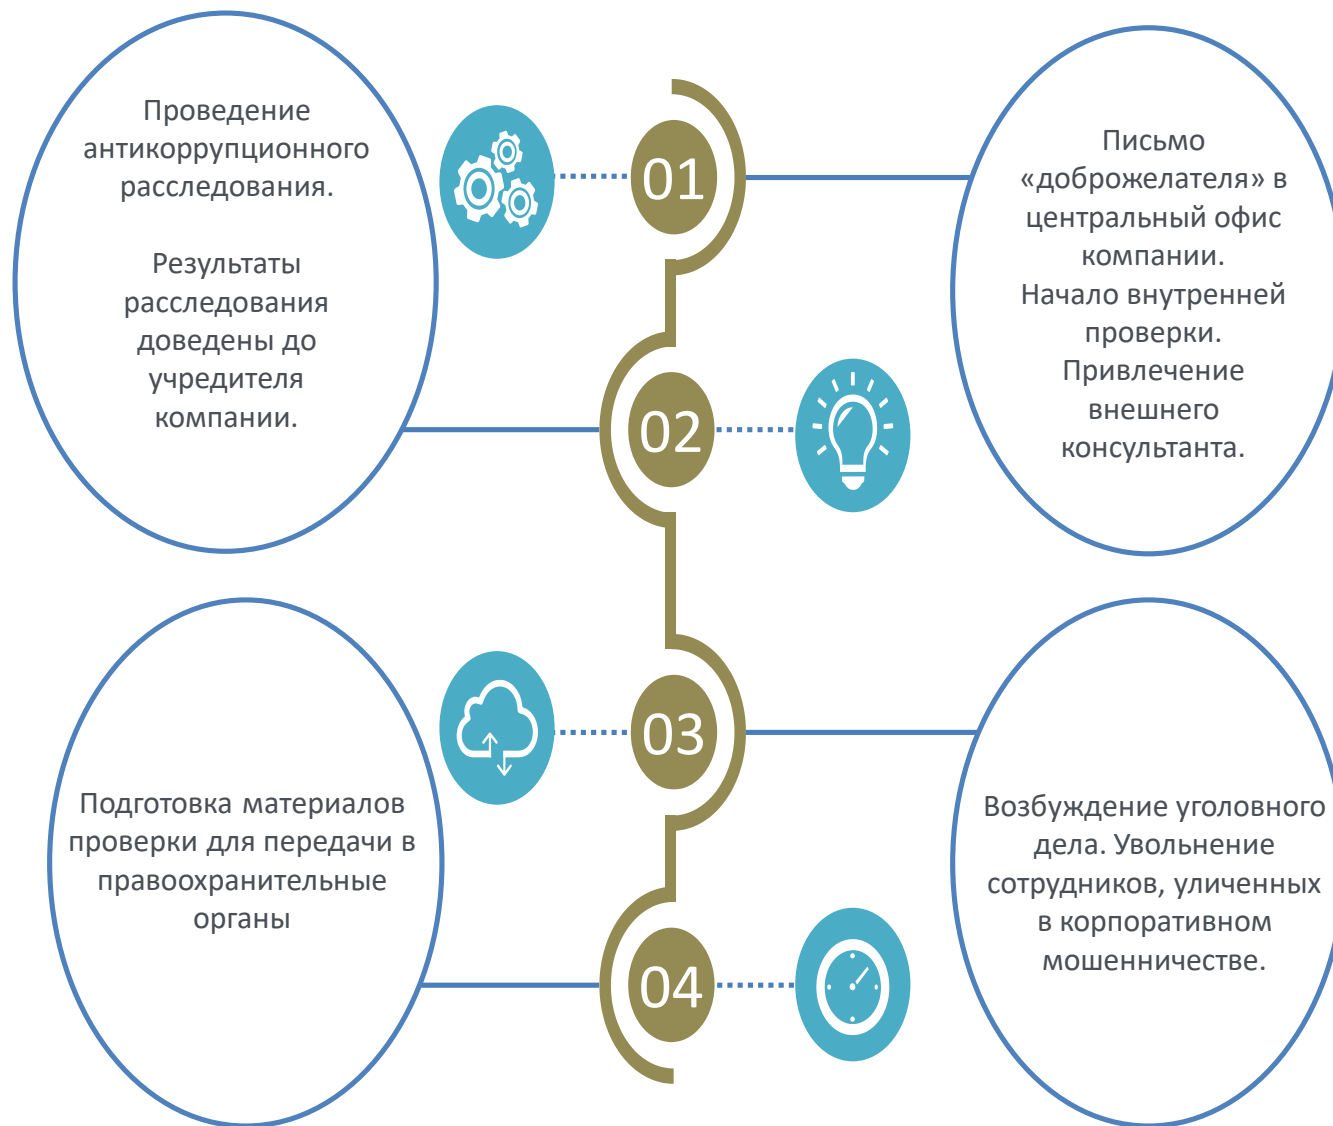 01
Письмо
«доброжелателя» в
центральный офис
компании.
Начало внутренней
проверки.
Привлечение
внешнего
консультанта.
Проведение
антикоррупционного
расследования.
Результаты
расследования
доведены до
учредителя
компании.
02
03
Возбуждение уголовного
дела. Увольнение
сотрудников, уличенных
в корпоративном
мошенничестве.
Подготовка материалов
проверки для передачи в
правоохранительные
органы
04